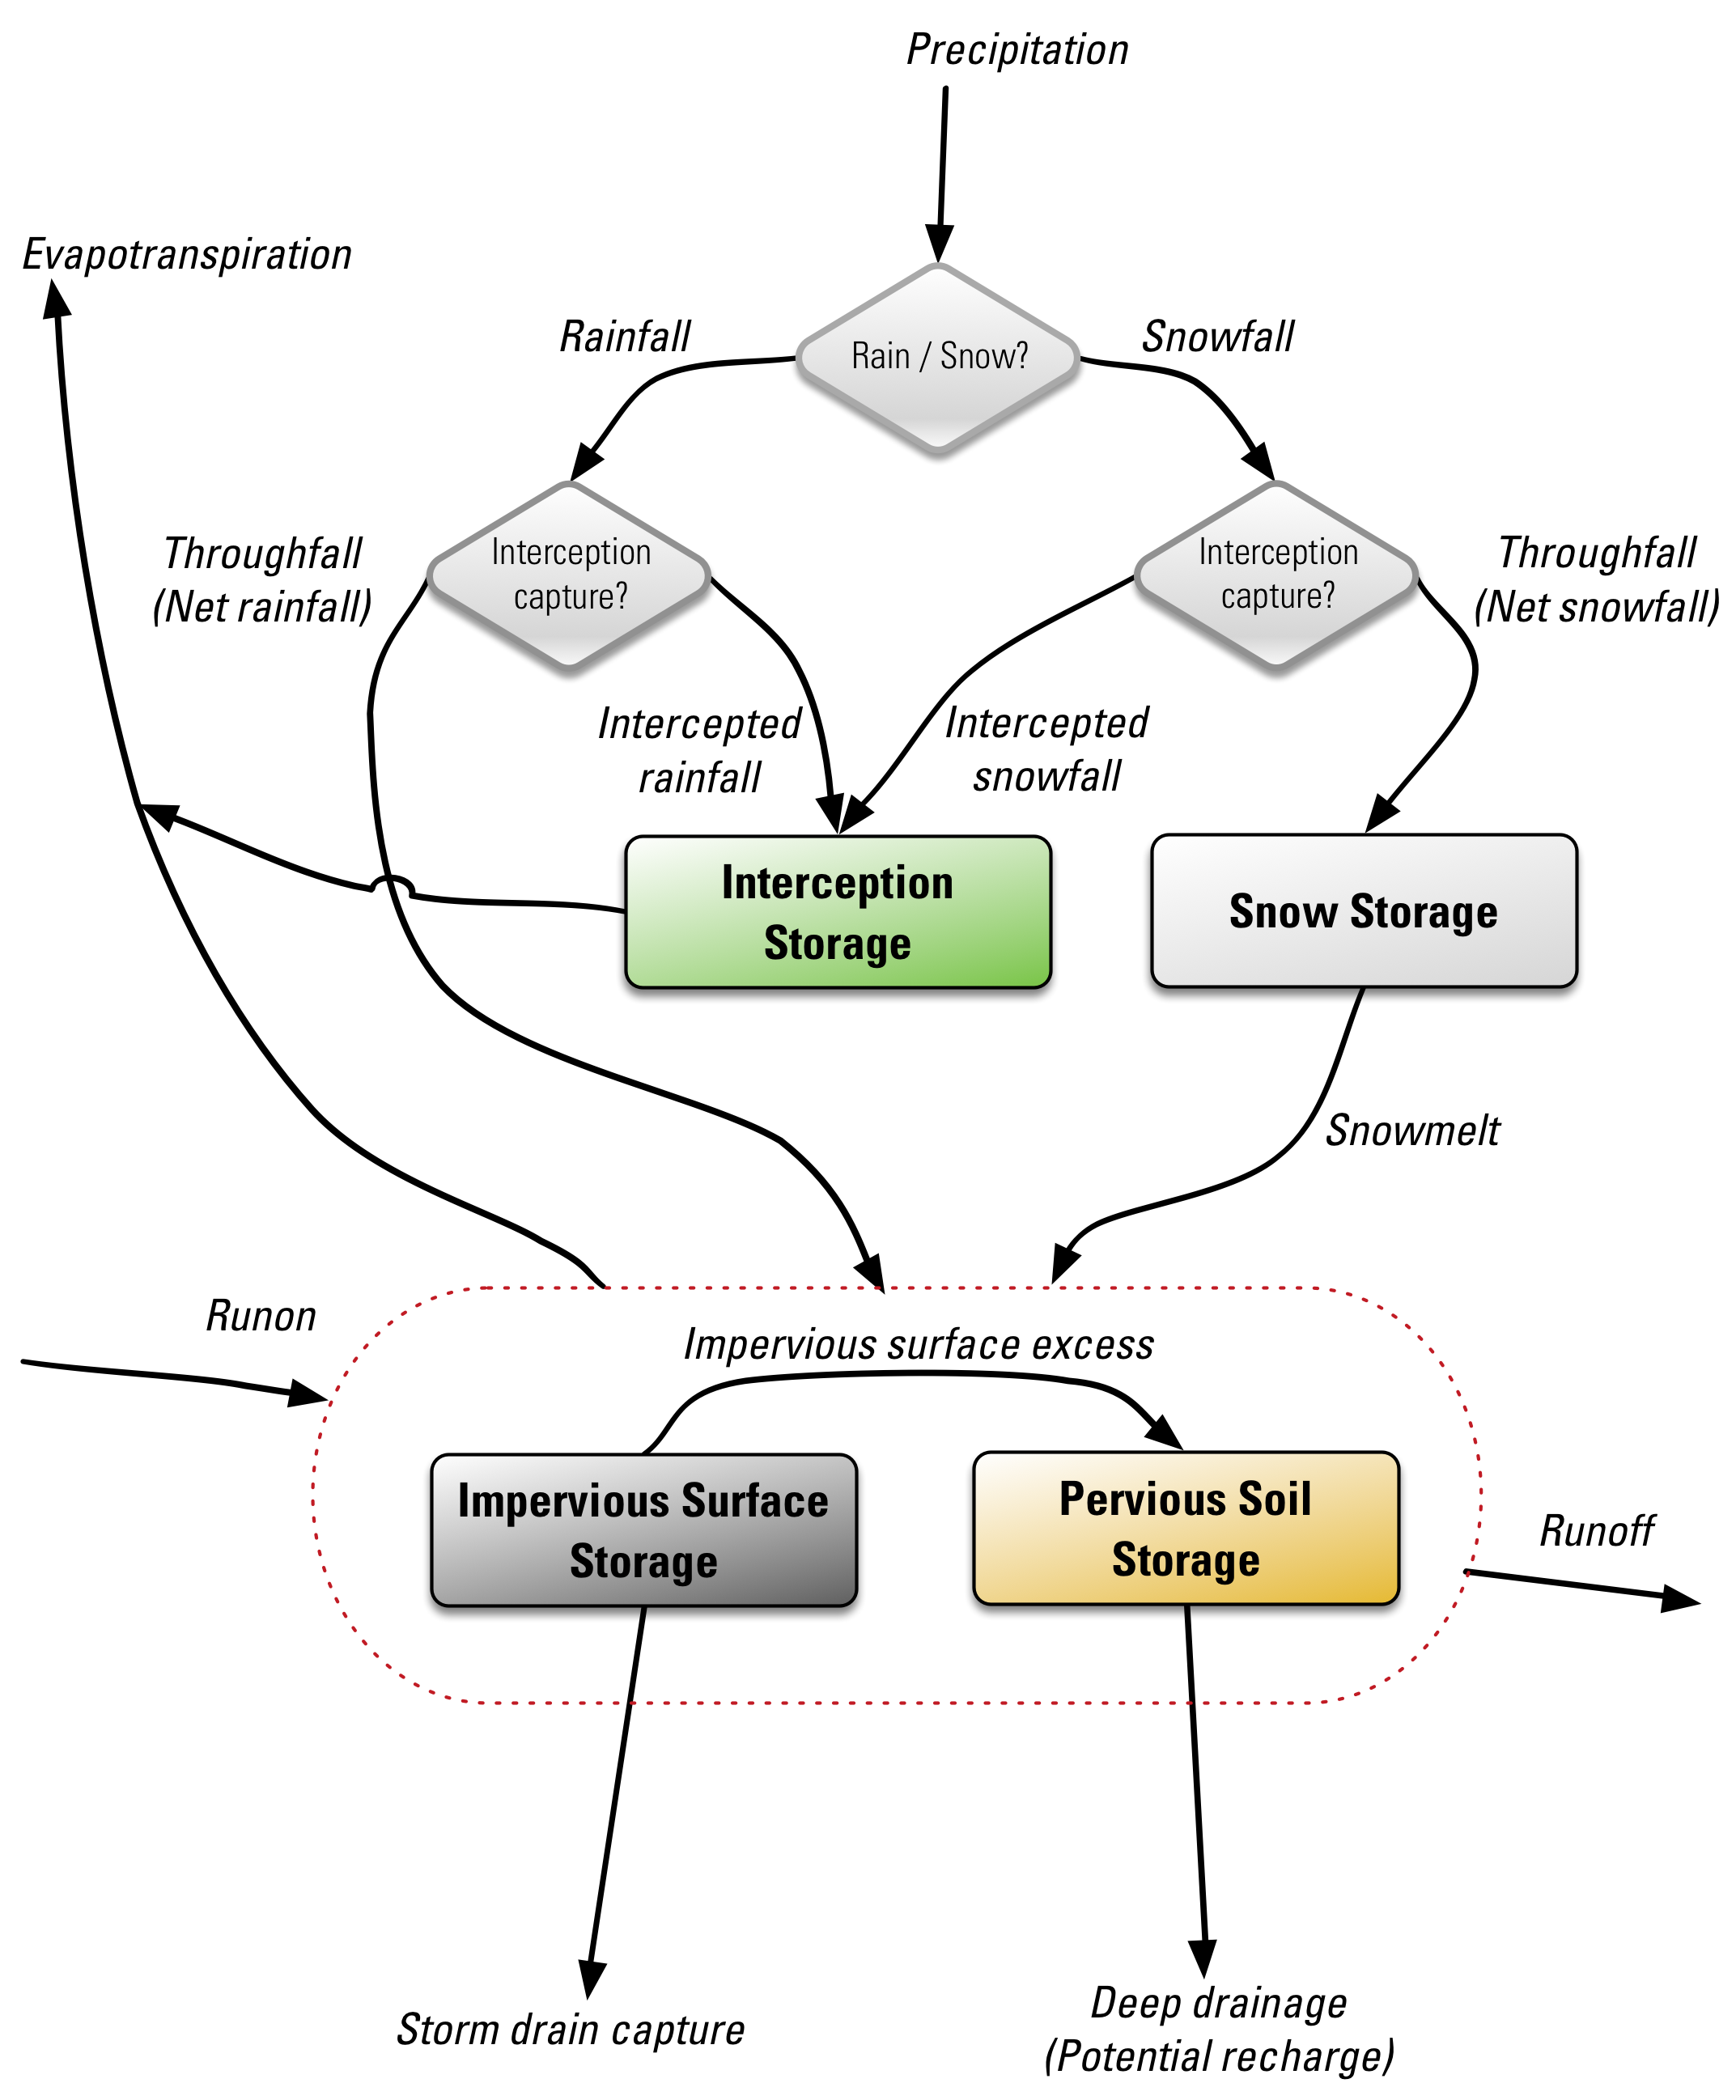 Precipitation
Evapotranspiration
Rainfall
Snowfall
Rain / Snow?
Throughfall
(Net rainfall)
Interception
capture?
Interception
capture?
Throughfall
(Net snowfall)
Intercepted
rainfall
Intercepted
snowfall
Interception
Storage
Snow Storage
Snowmelt
Runon
Impervious surface excess
Impervious Surface
Storage
Pervious Soil
Storage
Runoff
Storm drain capture
Deep drainage
(Potential recharge)